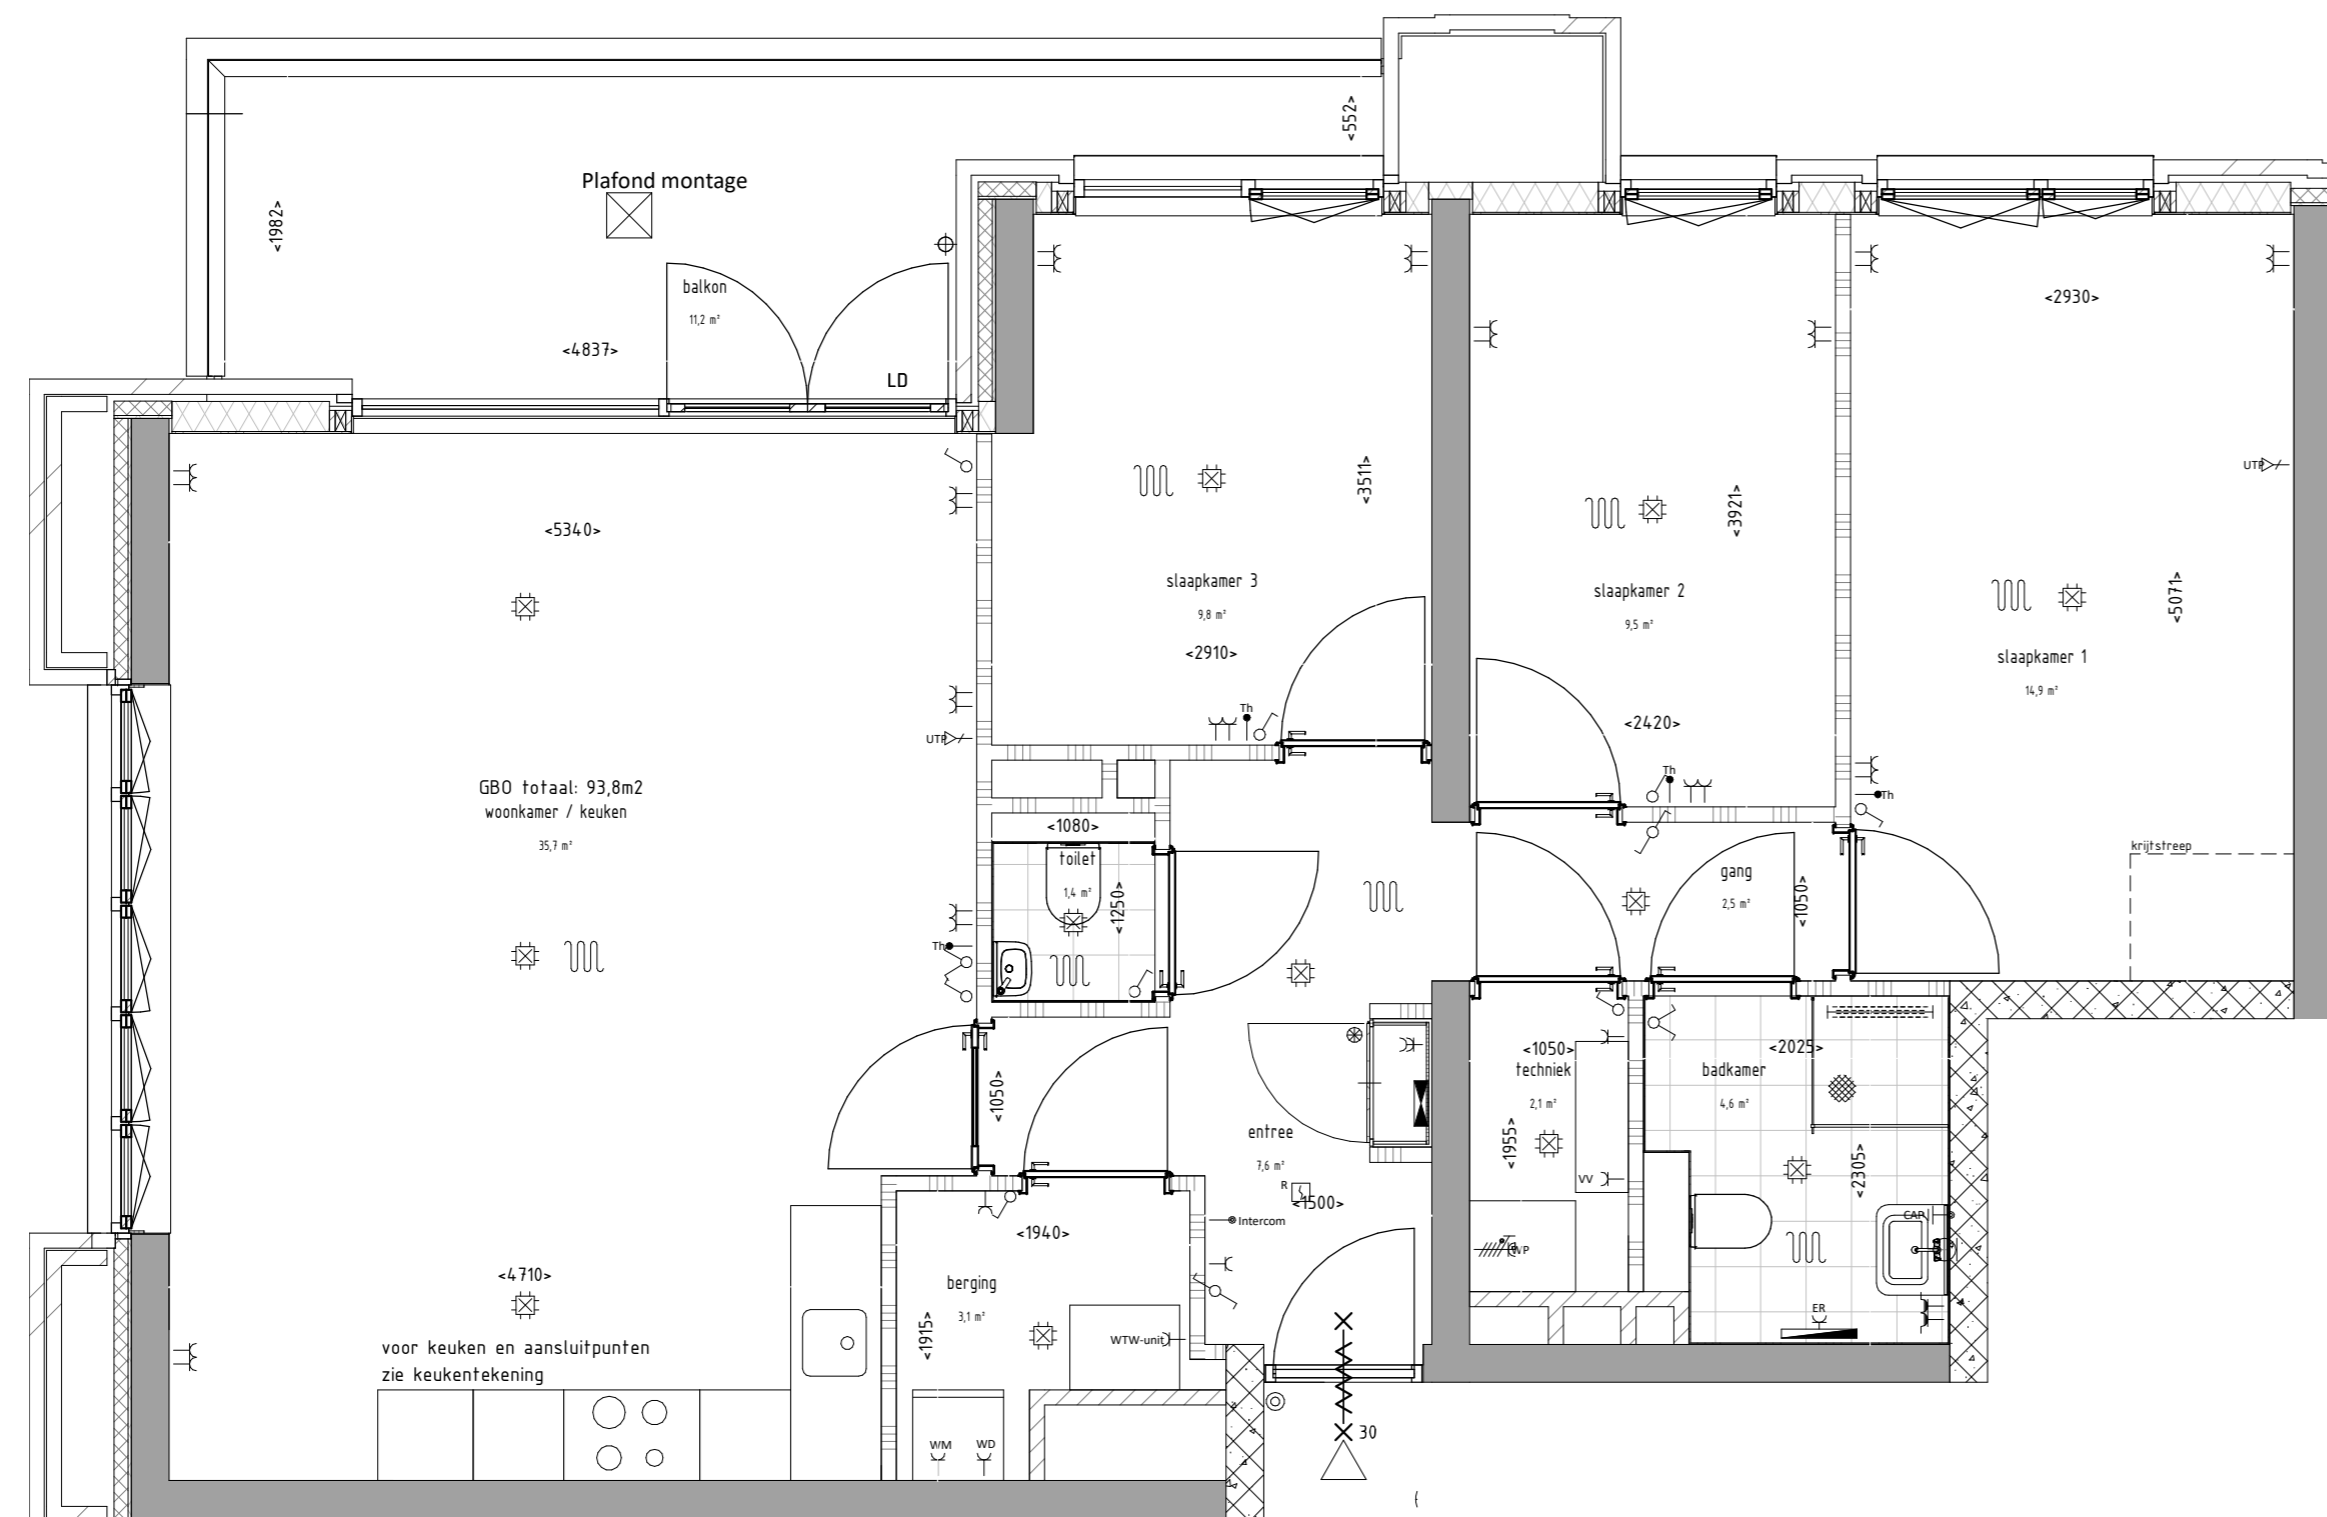 <552>
Plafond montage
<1982>
balkon
11,2 m²
<4837>
LD
<2930>
<5340>
UTP
<3511>
<3921>
slaapkamer 3
9,8 m²
<2910>
slaapkamer 2
9,5 m²
<2420>
<5071>
slaapkamer 1
14,9 m²
Th
UTP
Th
Th
GBO totaal: 93,8m2
woonkamer / keuken
35,7 m²
<1080>
toilet
1,4 m²
<1250>
krijtstreep
gang
2,5 m²
<1050>
Th
<1050>
techniek
2,1 m²
<1955>
<2025>
badkamer
4,6 m²
<2305>
<1050>
entree
7,6 m²
R
<1500>
VV
Intercom
CAP
WP
<1940>
<4710>
berging
3,1 m²
<1915>
WTW-unit
ER
voor keuken en aansluitpunten
zie keukentekening
WM
WD
30